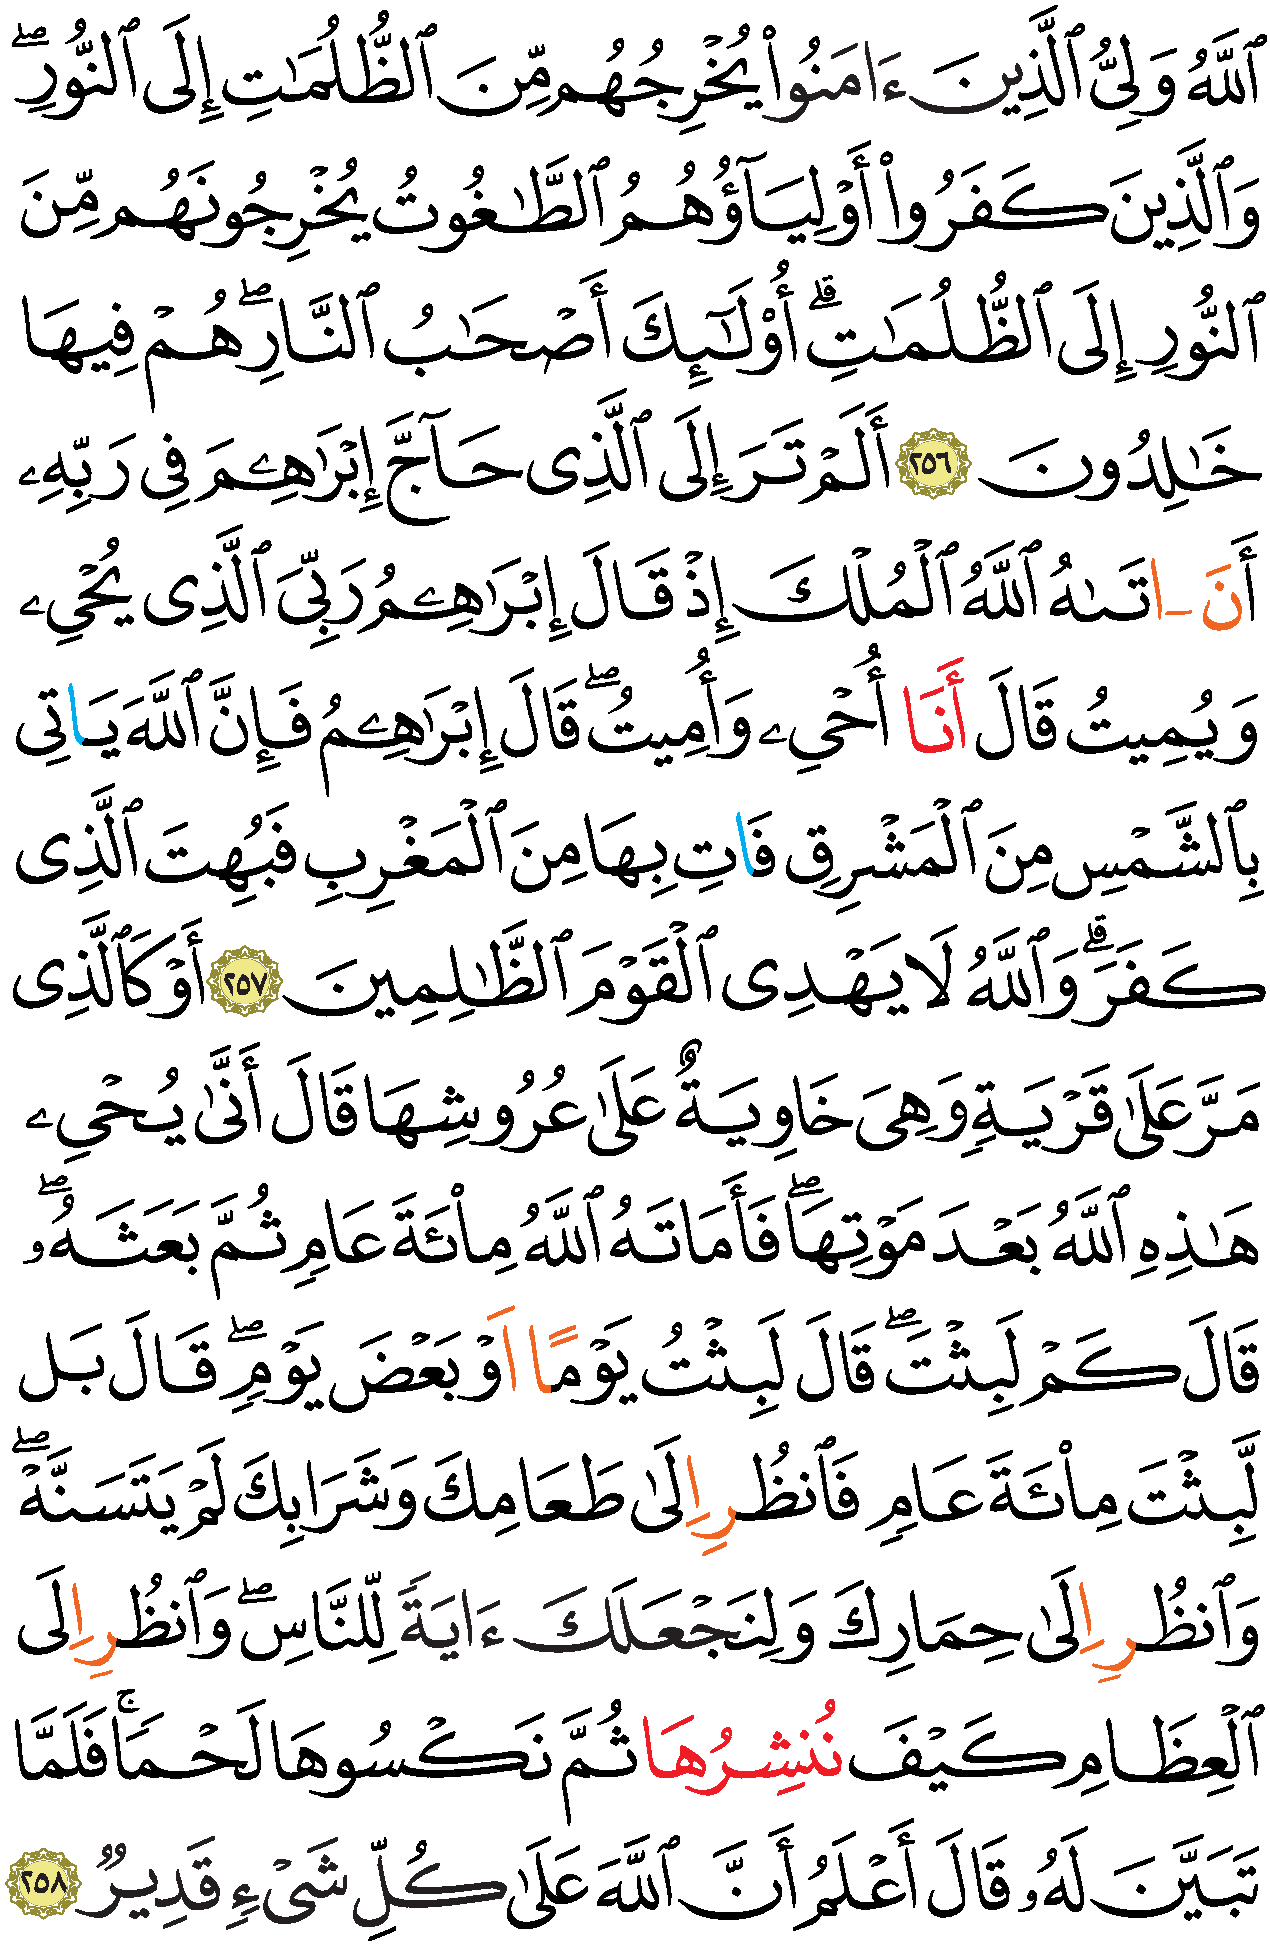 ٱللَّهُ وَلِيُّ ٱلَّذِينَ ءَامَنُوا۟ يُخْرِجُهُم مِّنَ ٱلظُّلُمَٰتِ إِلَى ٱلنُّورِۖ
وَٱلَّذِينَ كَفَرُوا۟ أَوْلِيَآؤُهُمُ ٱلطَّٰغُوتُ يُخْرِجُونَهُم مِّنَ
ٱلنُّورِ إِلَى ٱلظُّلُمَٰتِۗ أُو۟لَٰٓئِكَ أَصْحَٰبُ ٱلنَّارِۖ هُمْ فِيهَا
خَٰلِدُونَ ٢٥٦ أَلَمْ تَرَ إِلَى ٱلَّذِى حَآجَّ إِبْرَٰهِۦمَ فِى رَبِّهِۦ
أَنَ ـاتَىٰهُ ٱللَّهُ ٱلْمُلْكَ إِذْ قَالَ إِبْرَٰهِۦمُ رَبِّىَ ٱلَّذِى يُحْىِۦ
وَيُمِيتُ قَالَ أَنَا أُحْىِۦ وَأُمِيتُۖ قَالَ إِبْرَٰهِۦمُ فَإِنَّ ٱللَّهَ يَاتِى
بِٱلشَّمْسِ مِنَ ٱلْمَشْرِقِ فَاتِ بِهَا مِنَ ٱلْمَغْرِبِ فَبُهِتَ ٱلَّذِى
كَفَرَۗ وَٱللَّهُ لَا يَهْدِى ٱلْقَوْمَ ٱلظَّٰلِمِينَ ٢٥٧ أَوْ كَٱلَّذِى
مَرَّ عَلَىٰ قَرْيَةٍ وَهِىَ خَاوِيَةٌ عَلَىٰ عُرُوشِهَا قَالَ أَنَّىٰ يُحْىِۦ
هَٰذِهِ ٱللَّهُ بَعْدَ مَوْتِهَاۖ فَأَمَاتَهُ ٱللَّهُ مِا۟ئَةَ عَامٍ ثُمَّ بَعَثَهُۥۖ
قَالَ كَمْ لَبِثْتَۖ قَالَ لَبِثْتُ يَوْمًا اَوْ بَعْضَ يَوْمٍۖ قَالَ بَل
لَّبِثْتَ مِا۟ئَةَ عَامٍ فَٱنظُرِ اِلَىٰ طَعَامِكَ وَشَرَابِكَ لَمْ يَتَسَنَّهْۖ
وَٱنظُرِ اِلَىٰ حِمَارِكَ وَلِنَجْعَلَكَ ءَايَةً لِّلنَّاسِۖ وَٱنظُرِ اِلَى
ٱلْعِظَامِ كَيْفَ نُنشِرُهَا ثُمَّ نَكْسُوهَا لَحْمًاۚ فَلَمَّا
تَبَيَّنَ لَهُۥ قَالَ أَعْلَمُ أَنَّ ٱللَّهَ عَلَىٰ كُلِّ شَىْءٍ قَدِيرٌ ٢٥٨